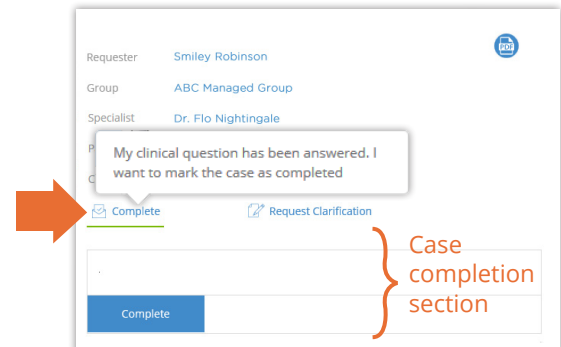 PDF
Requester Smiley Robinson
Group ABC Managed Group
Specialist Dr. Flo Nightingale
P
My clinical question has been answered. I
want to mark the case as completed
C
Complete Request Clarification
Case
completion
section
.
Complete